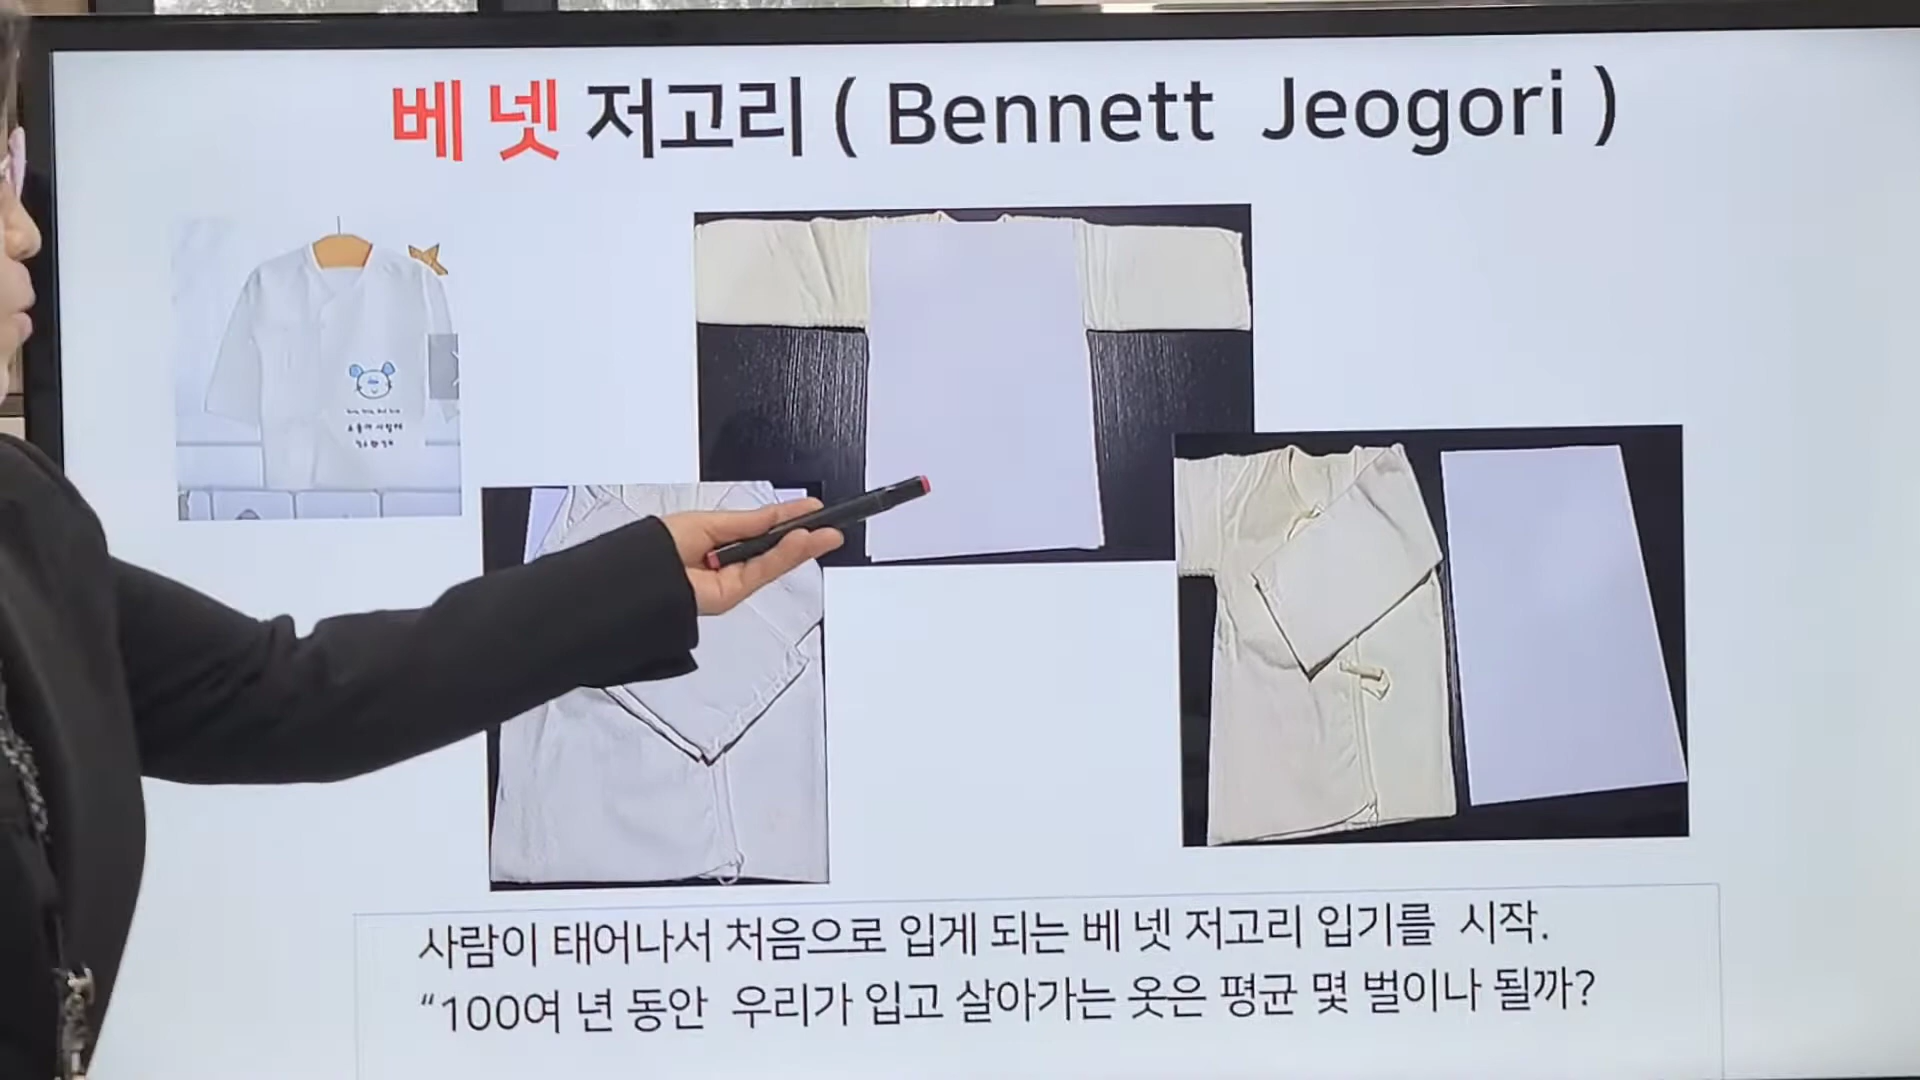 베 넷 저고리 ( Bennett Jeogori )
사람이 태어나서 처음으로 입게 되는 베 넷 저고리 입기를 시작.
“100여 년 동안 우리가 입고 살아가는 옷은 평균 몇 벌이나 될까?